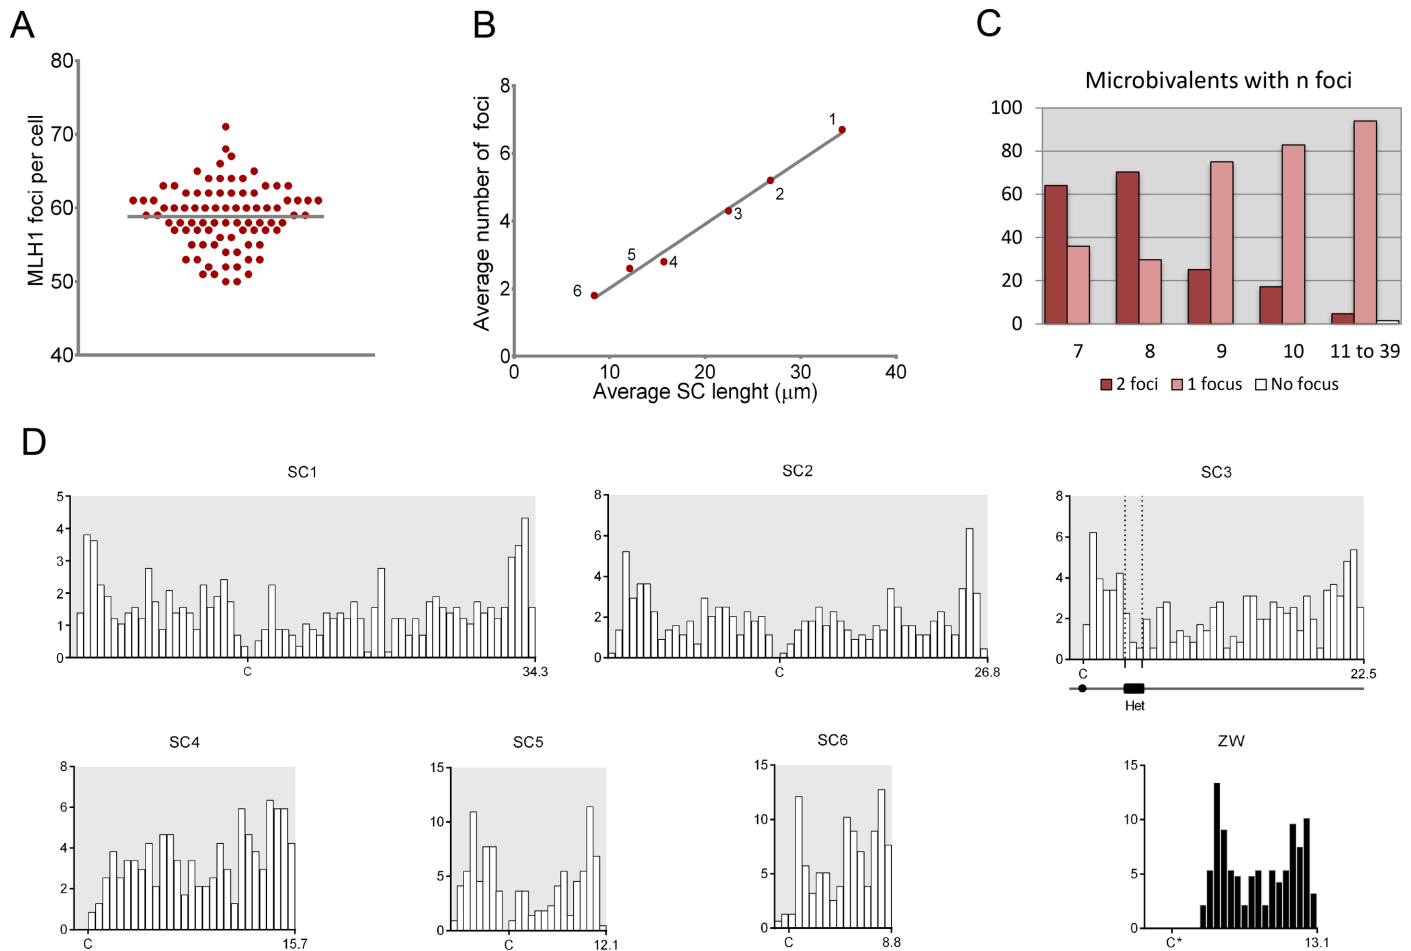 A
80
70
60
50
40
MLH1 foci per cell
B
8
6
4
2
0
Average number of foci
1
2
3
4
5
6
0 10 20 30 40
Average SC lenght (μm)
C
Microbivalents with n foci
100
80
60
40
20
0
7 8 9 10 11 to 39
2 foci 1 focus No focus
D
SC1
5
4
3
2
1
0
C 34.3
SC2
8
6
4
2
0
C 26.8
SC3
8
6
4
2
0
C 22.5
Het
SC4
8
6
4
2
0
C 15.7
SC5
15
10
5
0
C 12.1
SC6
15
10
5
0
C 8.8
ZW
15
10
5
0
C* 13.1